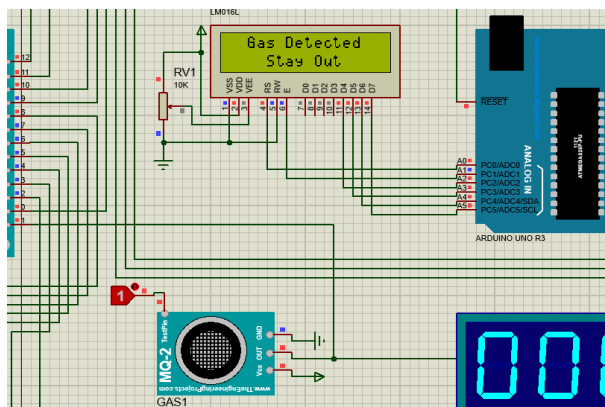 LM016L
Gas Detected
Stay Out
RV1
10K
VSS
VDD
VEE
RS
RW
E
D0
D1
D2
D3
D4
D5
D6
D7
1
2
3
4
5
6
7
8
9
10
11
12
13
14
12
11
10
9
8
7
6
5
4
3
2
0
1
RESET
A0
A1
A2
A3
A4
A5
PC0/ADC0
PC1/ADC1
PC2/ADC2
PC3/ADC3
PC4/ADC4/SDA
PC5/ADC5/SCL
ANALOG IN
1121
ATMEGA328P-PU
ARDUINO UNO R3
1
TestPin
MQ-2
GND
OUT
Vcc
www.TheEngineeringProjects.com
GAS1
000